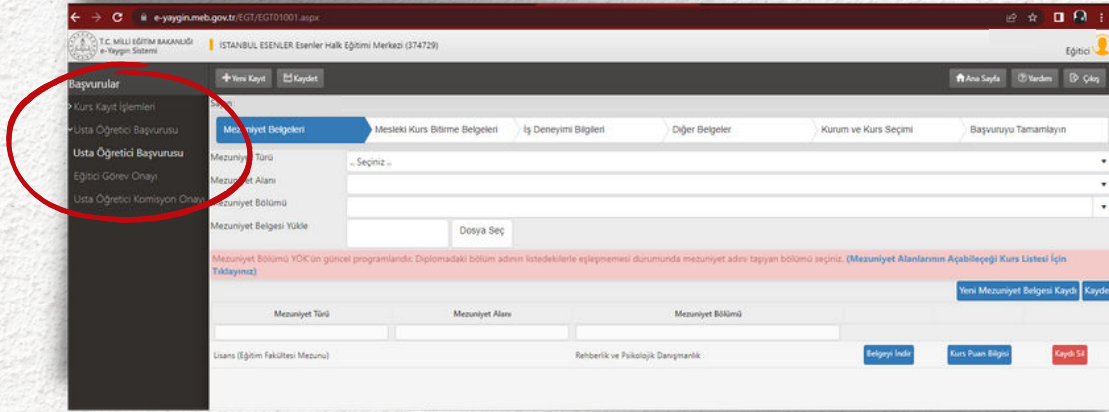 e-yaygin.meb.gov.tr/EGT/EGT01001.aspx
T.C. MİLLİ EĞİTİM BAKANLIĞI
e-Yaygın Sistemi
İSTANBUL ESENLER Esenler Halk Eğitimi Merkezi (374729)
Eğitici
Başvurular
Yeni Kayıt
Kaydet
Ana Sayfa
Yardım
Çıkış
Kurs Kayıt İşlemleri
Usta Öğretici Başvurusu
Usta Öğretici Başvurusu
Eğitici Görev Onayı
Usta Öğretici Komisyon Onayı
Sayın:
Mezuniyet Belgeleri
Mesleki Kurs Bitirme Belgeleri
İş Deneyimi Bilgileri
Diğer Belgeler
Kurum ve Kurs Seçimi
Başvuruyu Tamamlayın
Mezuniyet Türü
.. Seçiniz ..
Mezuniyet Alanı
Mezuniyet Bölümü
Mezuniyet Belgesi Yükle
Dosya Seç
Mezuniyet Bölümü YÖK'ün güncel programlarıdır. Diplomadaki bölüm adının listedekilerle eşleşmemesi durumunda mezuniyet adını taşıyan bölümü seçiniz. (Mezuniyet Alanlarının Açabileceği Kurs Listesi İçin
Tıklayınız)
Yeni Mezuniyet Belgesi Kaydı
Kayde
Mezuniyet Türü
Mezuniyet Alanı
Mezuniyet Bölümü
Lisans (Eğitim Fakültesi Mezunu)
Rehberlik ve Psikolojik Danışmanlık
Belgeyi İndir
Kurs Puan Bilgisi
Kaydı Sil